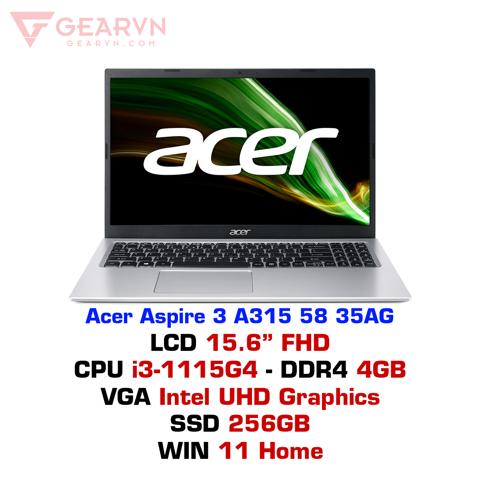 GEARVN
GEARVN.COM
acer
acer
Acer Aspire 3 A315 58 35AG
LCD 15.6” FHD
CPU i3-1115G4 - DDR4 4GB
VGA Intel UHD Graphics
SSD 256GB
WIN 11 Home